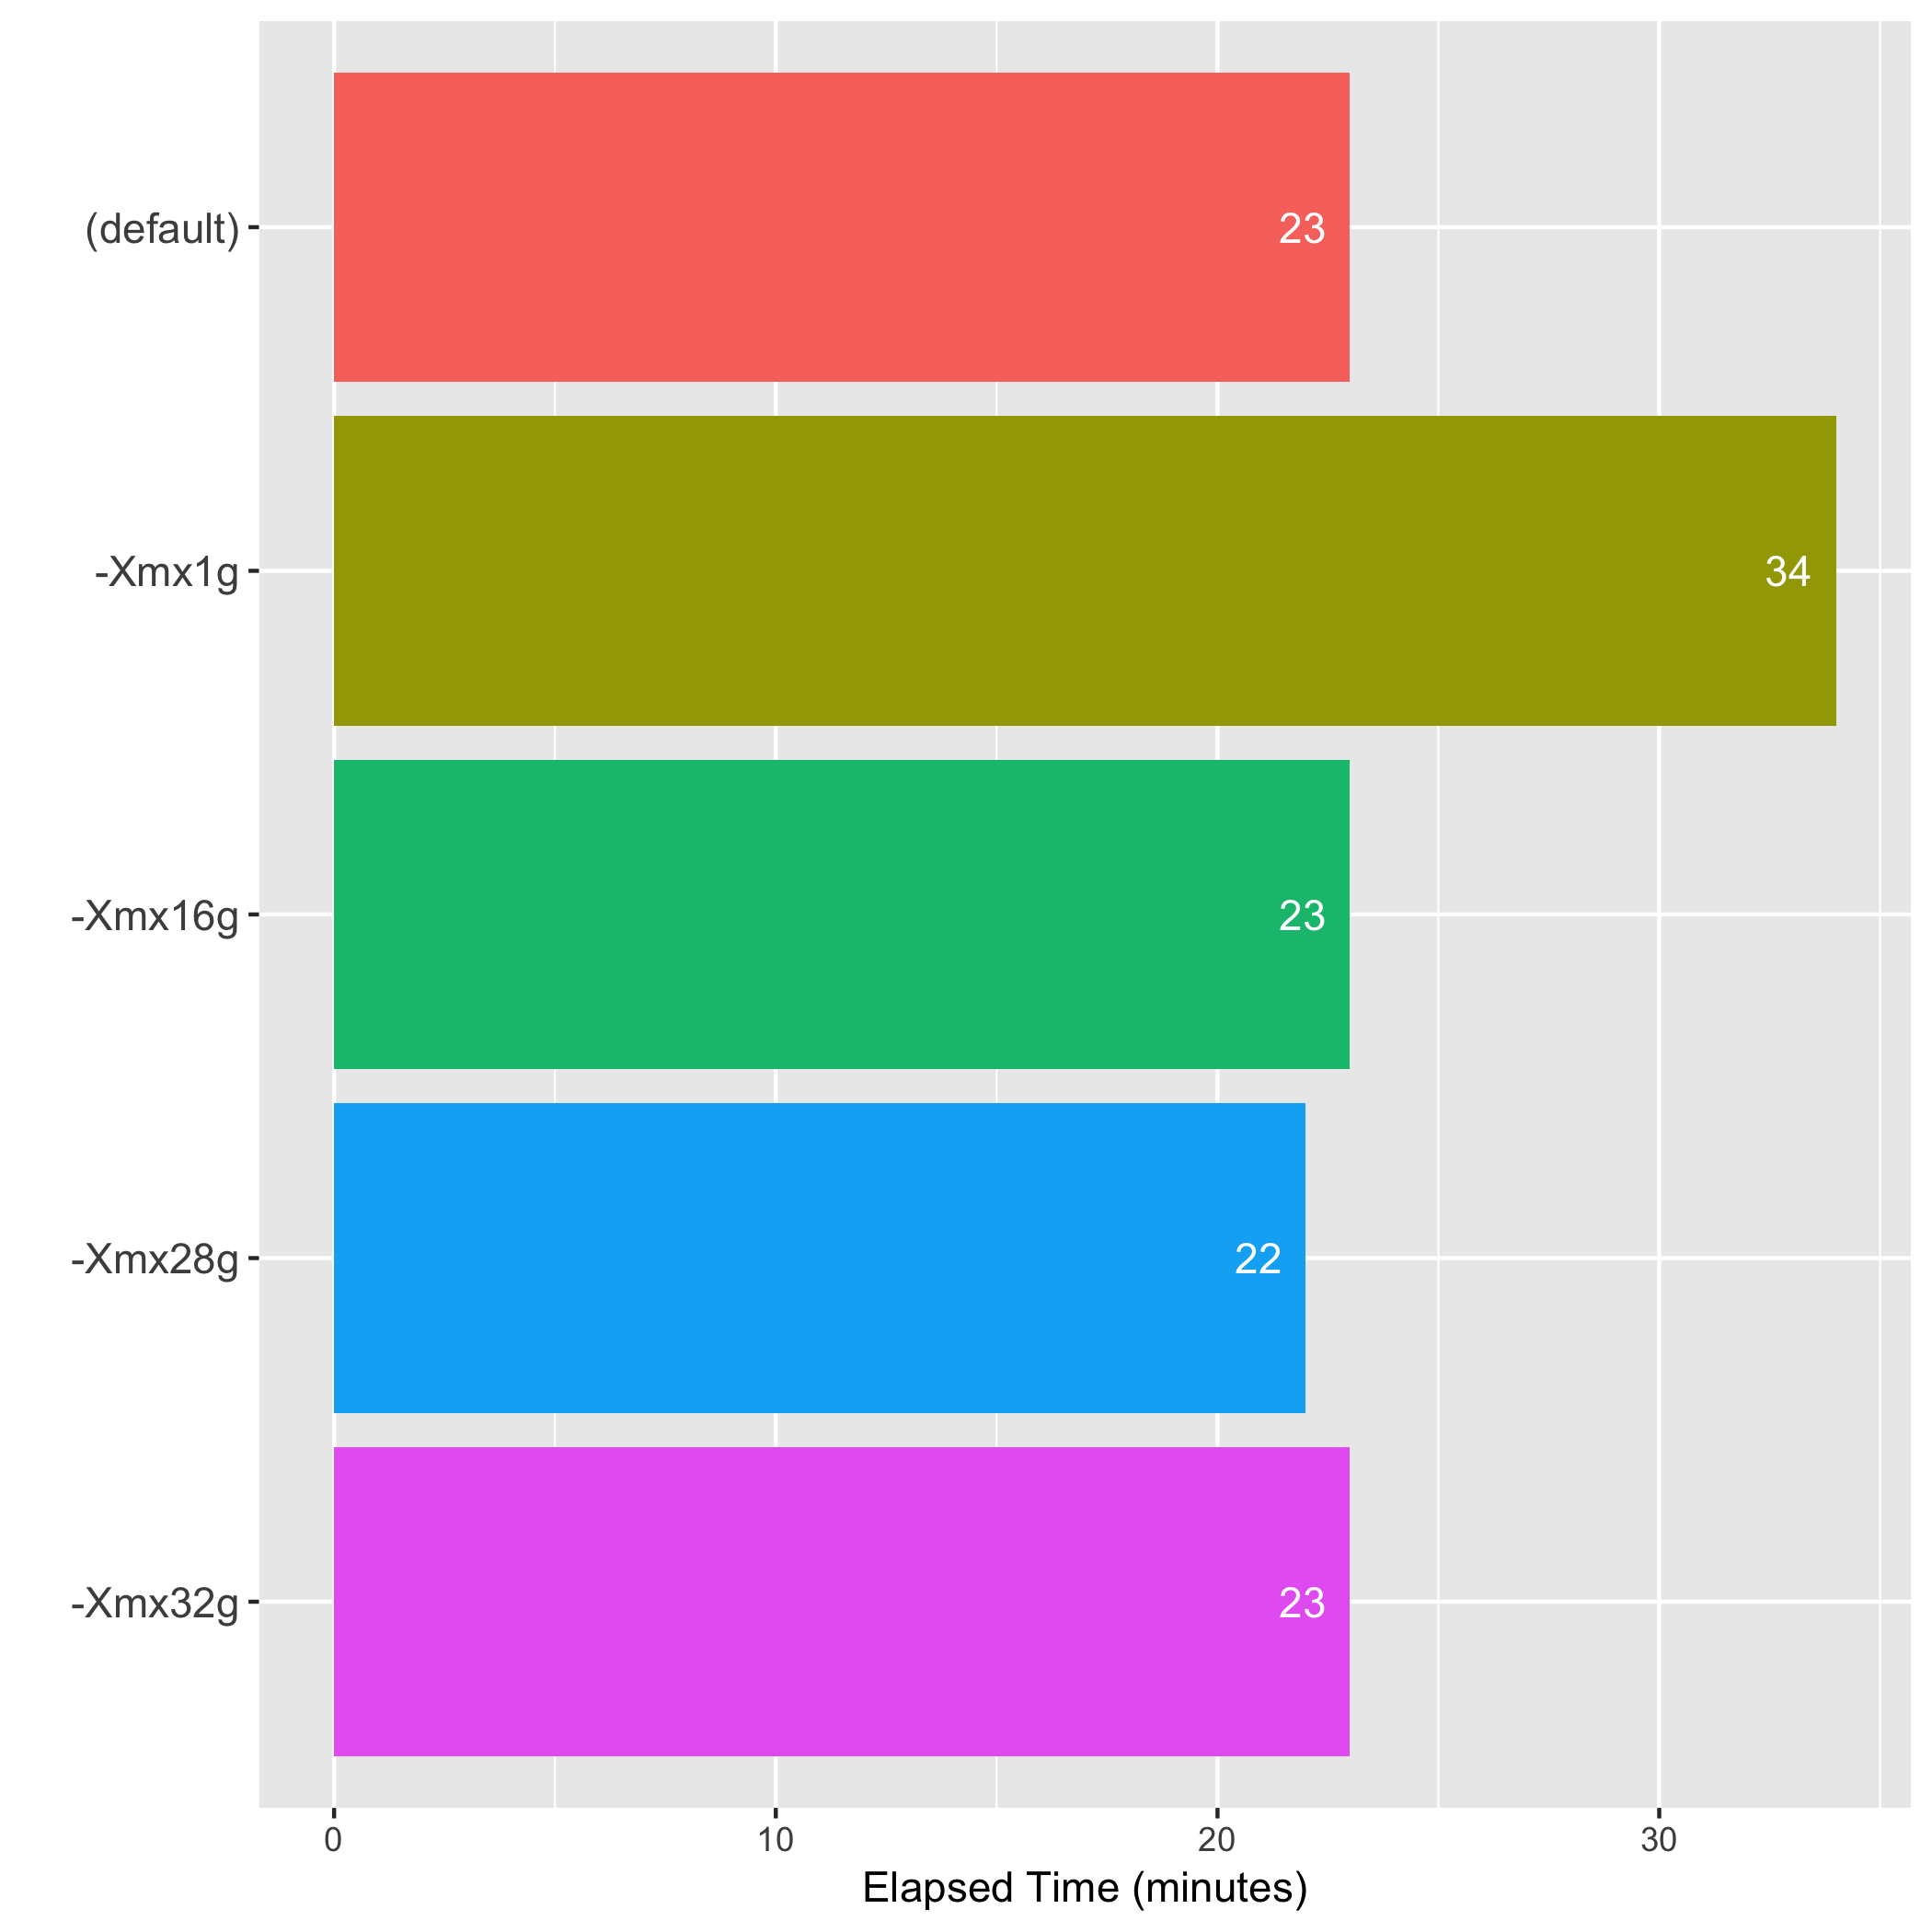 (default)
23
-Xmx1g
34
-Xmx16g
23
-Xmx28g
22
-Xmx32g
23
0 10 20 30
Elapsed Time (minutes)